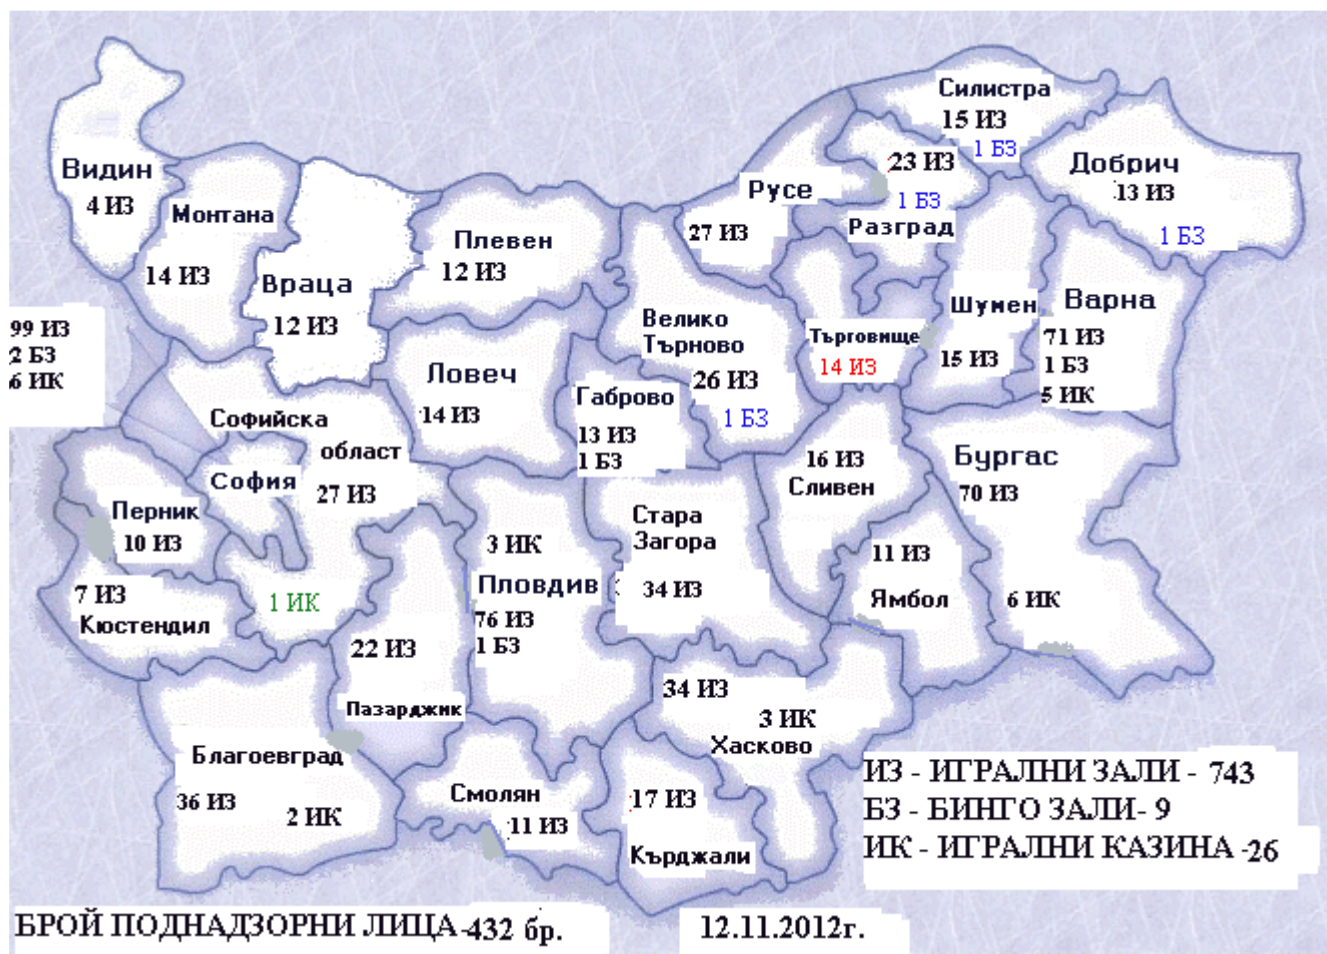 Силистра
15 ИЗ
1 БЗ
Добрич
13 ИЗ
1 БЗ
Видин
4 ИЗ
Монтана
14 ИЗ
Враца
12 ИЗ
Плевен
12 ИЗ
Русе
27 ИЗ
23 ИЗ
1 БЗ
Разград
Шумен
15 ИЗ
Варна
71 ИЗ
1 БЗ
5 ИК
Велико
Търново
26 ИЗ
1 БЗ
Търговище
14 ИЗ
99 ИЗ
2 БЗ
6 ИК
Ловеч
14 ИЗ
Габрово
13 ИЗ
1 БЗ
Софийска
област
27 ИЗ
1 ИК
София
Перник
10 ИЗ
7 ИЗ
Кюстендил
3 ИК
Пловдив
76 ИЗ
1 БЗ
Стара
Загора
34 ИЗ
16 ИЗ
Сливен
Бургас
70 ИЗ
6 ИК
11 ИЗ
Ямбол
22 ИЗ
Пазарджик
34 ИЗ
3 ИК
Хасково
Благоевград
36 ИЗ
2 ИК
Смолян
11 ИЗ
17 ИЗ
Кърджали
ИЗ - ИГРАЛНИ ЗАЛИ - 743
БЗ - БИНГО ЗАЛИ- 9
ИК - ИГРАЛНИ КАЗИНА -26
БРОЙ ПОДНАДЗОРНИ ЛИЦА-432 бр.
12.11.2012г.